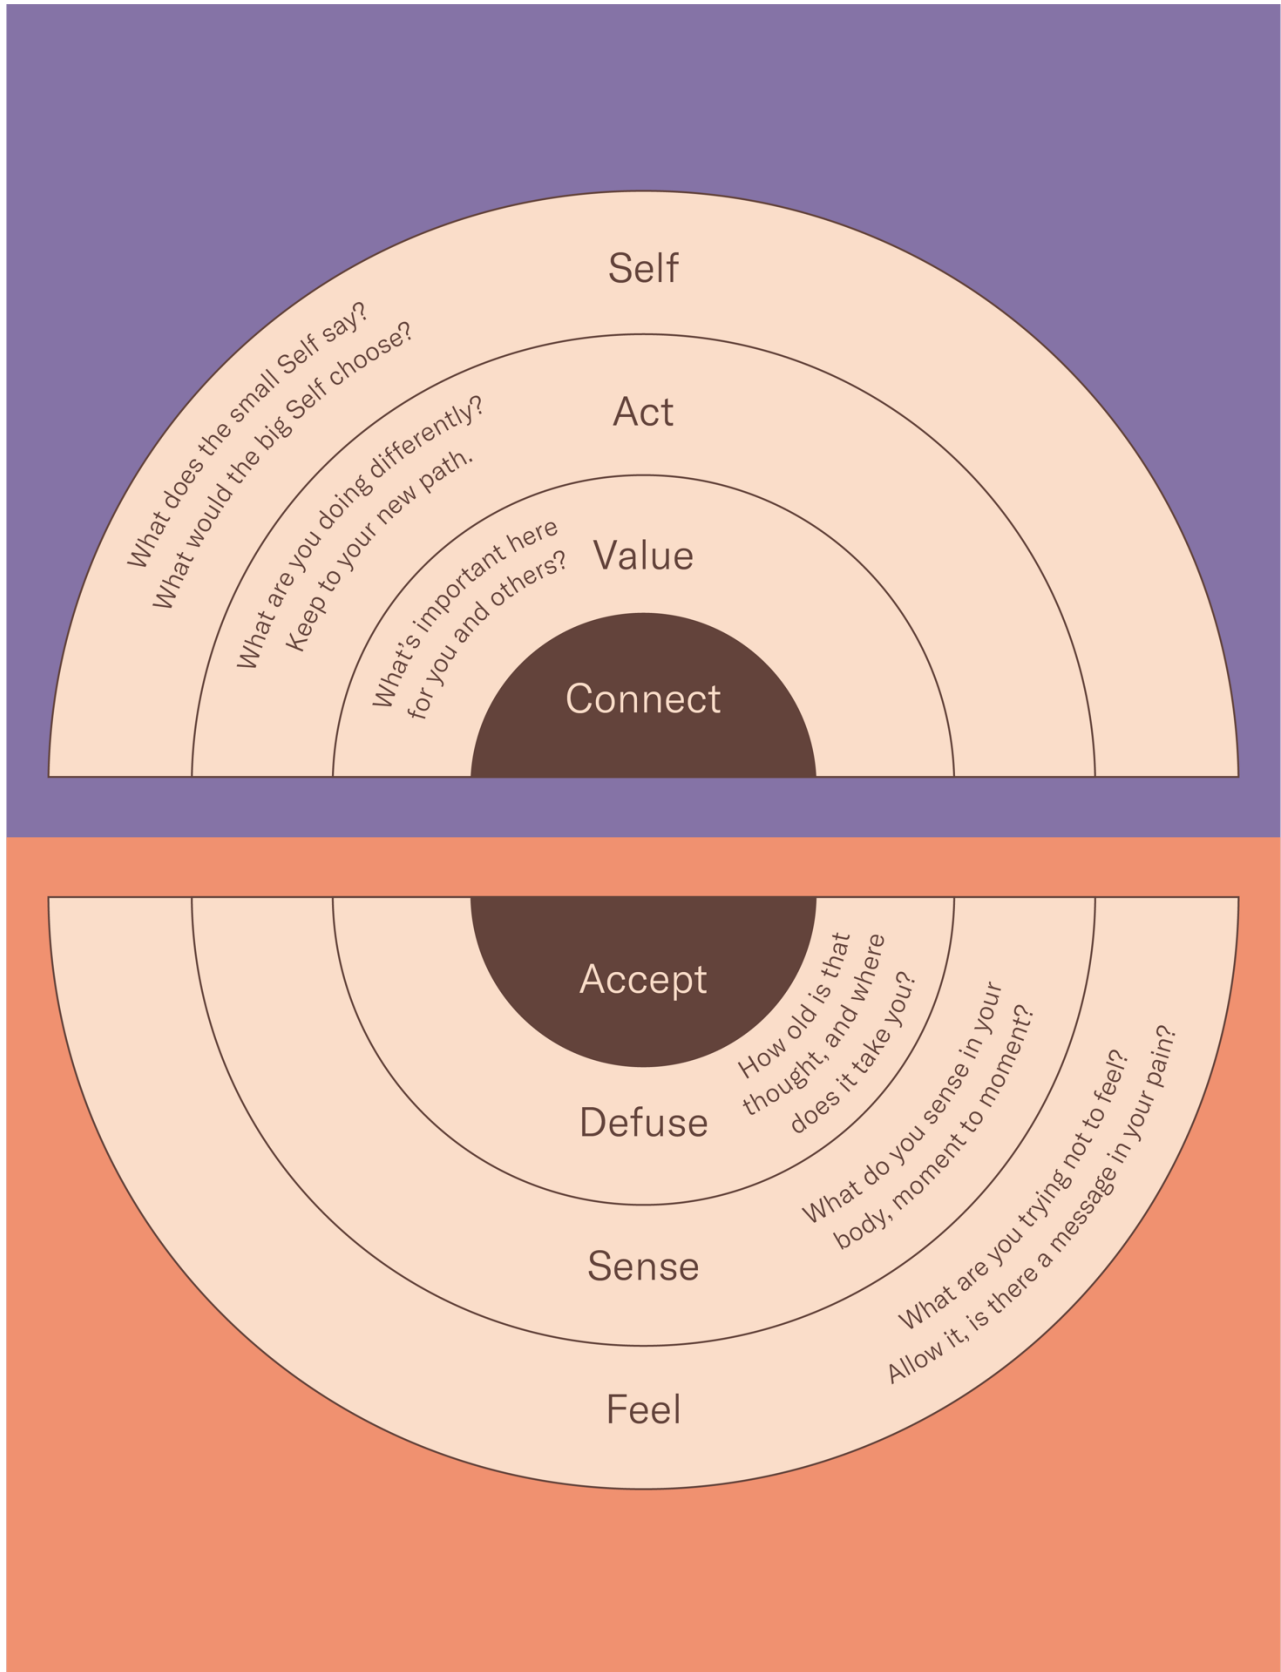 Self
What does the small Self say?
What would the big Self choose?
Act
What are you doing differently?
Keep to your new path.
Value
What’s important here
for you and others?
Connect
Accept
How old is that
thought, and where
does it take you?
Defuse
What do you sense in your
body, moment to moment?
Sense
What are you trying not to feel?
Allow it, is there a message in your pain?
Feel